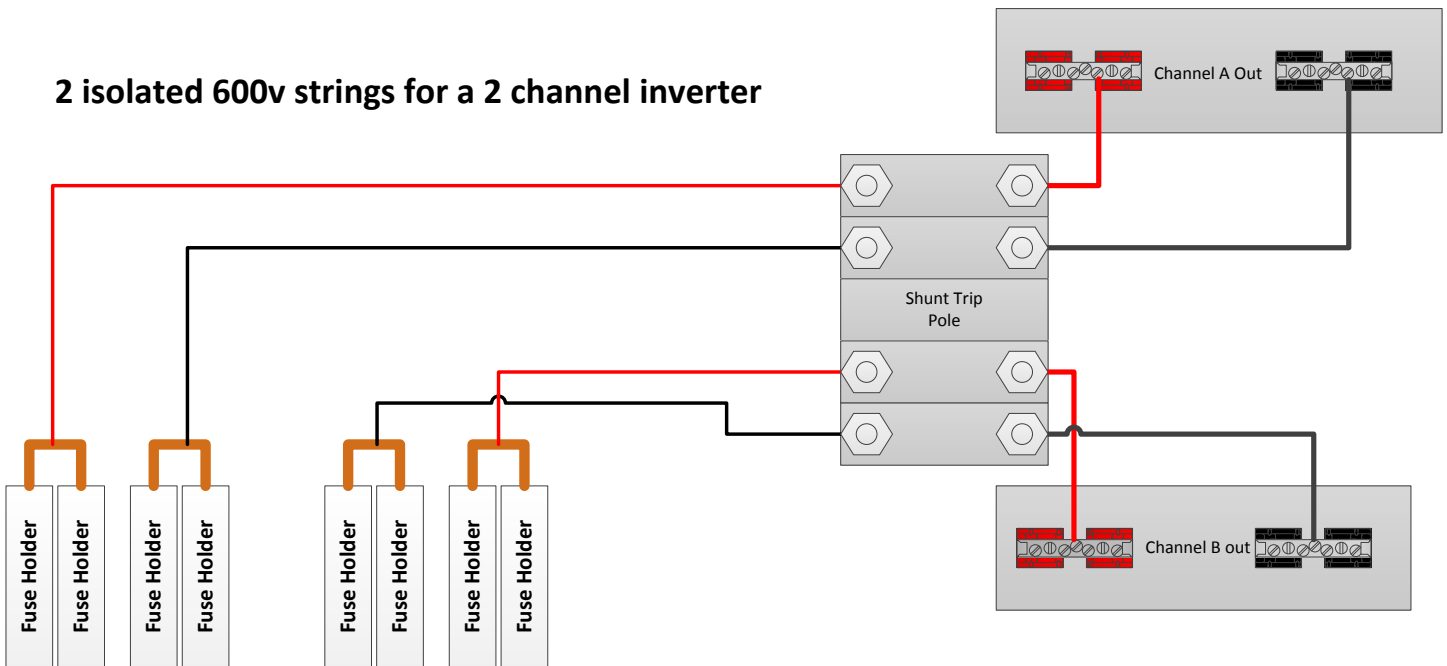 2 isolated 600v strings for a 2 channel inverter
Channel A Out
Shunt Trip
Pole
Channel B out
Fuse Holder
Fuse Holder
Fuse Holder
Fuse Holder
Fuse Holder
Fuse Holder
Fuse Holder
Fuse Holder